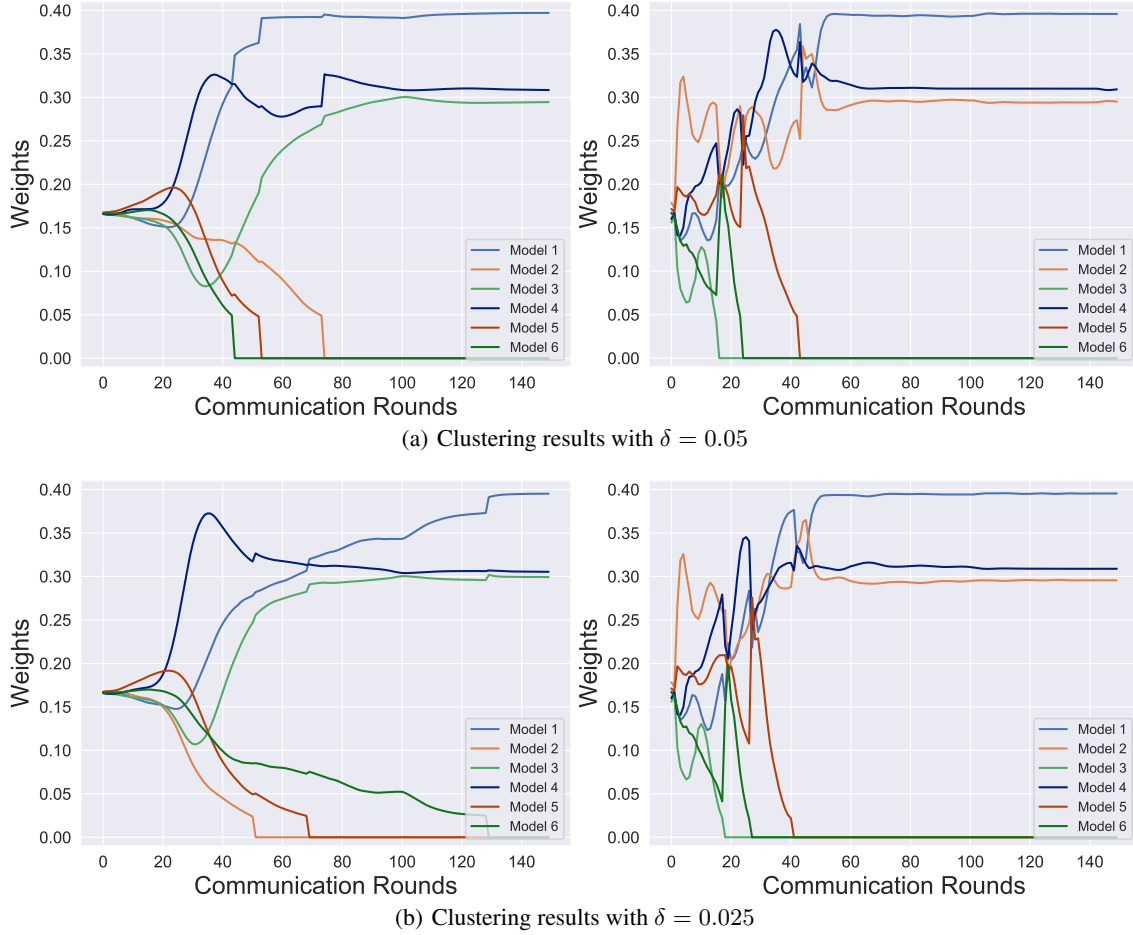 0.40
0.35
0.30
0.25
0.20
0.15
0.10
0.05
0.00
Weights
0 20 40 60 80 100 120 140
Communication Rounds
Model 1
Model 2
Model 3
Model 4
Model 5
Model 6
0.40
0.35
0.30
0.25
0.20
0.15
0.10
0.05
0.00
Weights
0 20 40 60 80 100 120 140
Communication Rounds
Model 1
Model 2
Model 3
Model 4
Model 5
Model 6
(a) Clustering results with δ = 0.05
0.40
0.35
0.30
0.25
0.20
0.15
0.10
0.05
0.00
Weights
0 20 40 60 80 100 120 140
Communication Rounds
Model 1
Model 2
Model 3
Model 4
Model 5
Model 6
0.40
0.35
0.30
0.25
0.20
0.15
0.10
0.05
0.00
Weights
0 20 40 60 80 100 120 140
Communication Rounds
Model 1
Model 2
Model 3
Model 4
Model 5
Model 6
(b) Clustering results with δ = 0.025